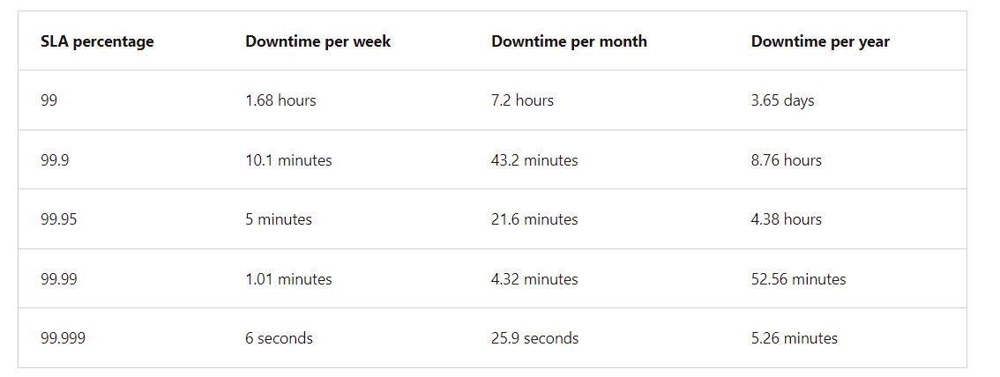 SLA percentage Downtime per week Downtime per month Downtime per year
99 1.68 hours 7.2 hours 3.65 days
99.9 10.1 minutes 43.2 minutes 8.76 hours
99.95 5 minutes 21.6 minutes 4.38 hours
99.99 1.01 minutes 4.32 minutes 52.56 minutes
99.999 6 seconds 25.9 seconds 5.26 minutes